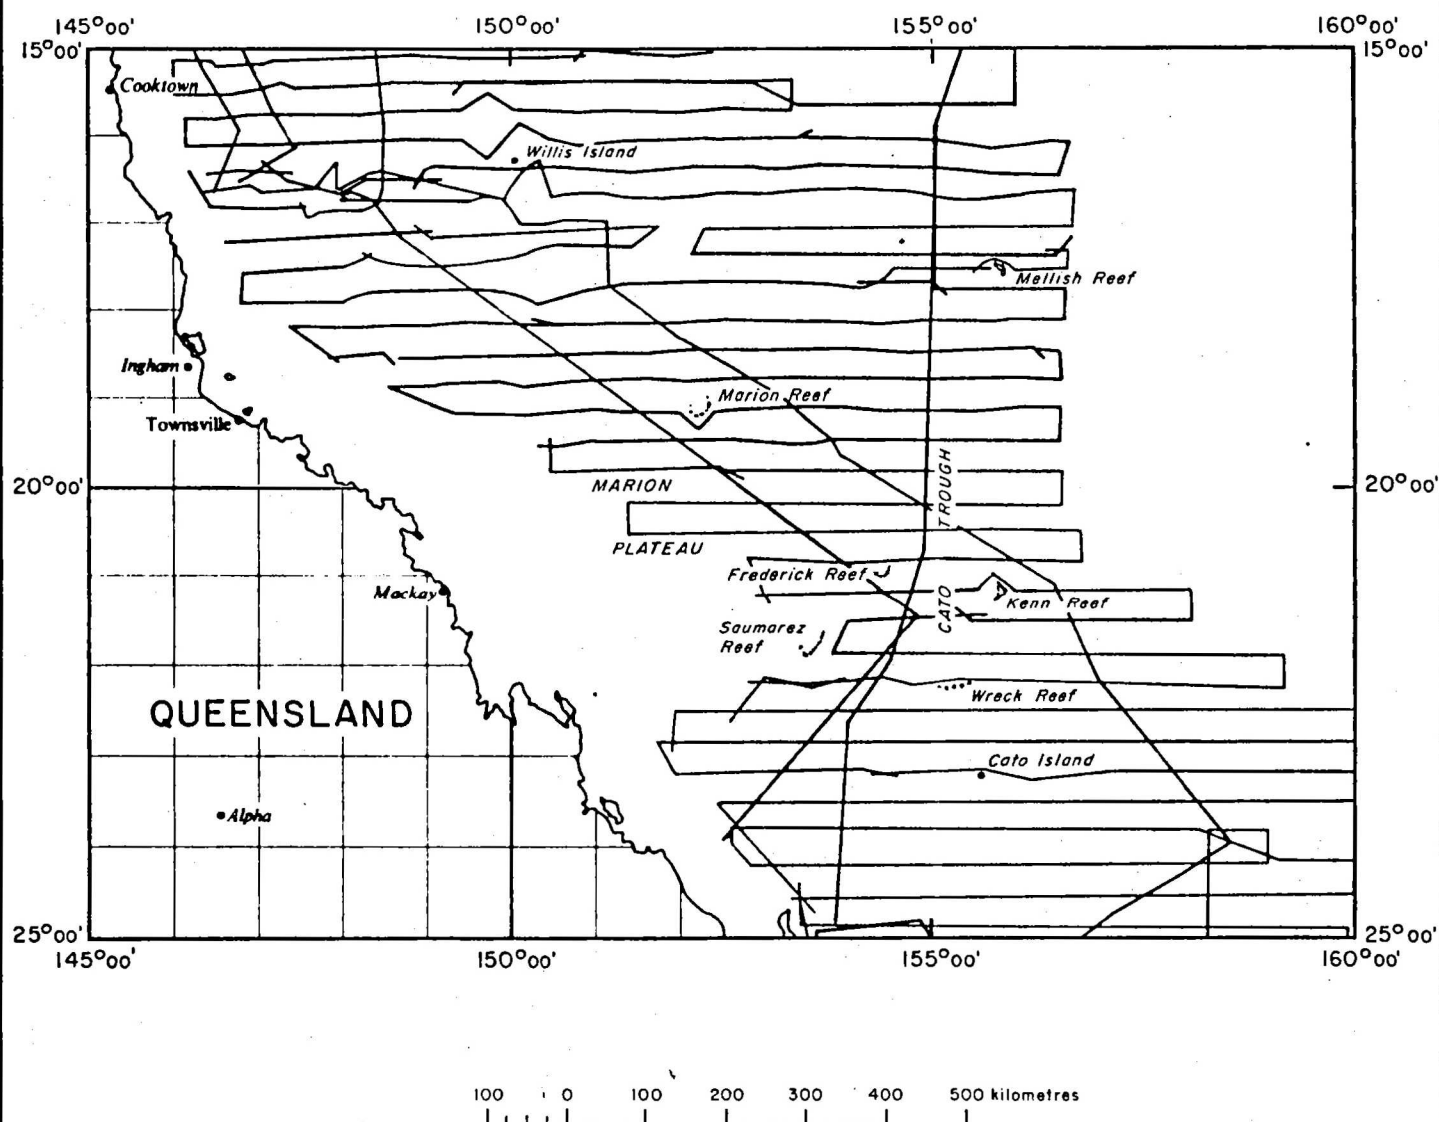 145°00' 150°00' 155°00' 160°00'
15°00' 15°00'
Cooktown
Willis Island
Mellish Reef
Ingham
Marion Reef
Townsville
TROUGH
20°00' MARION 20°00'
PLATEAU
Frederick Reef
Mackay
CATO
Kenn Reef
Saumarez
Reef
Wreck Reef
QUEENSLAND
Cato Island
Alpha
25°00' 25°00'
145°00' 150°00' 155°00' 160°00'
100 0 100 200 300 400 500 kilometres